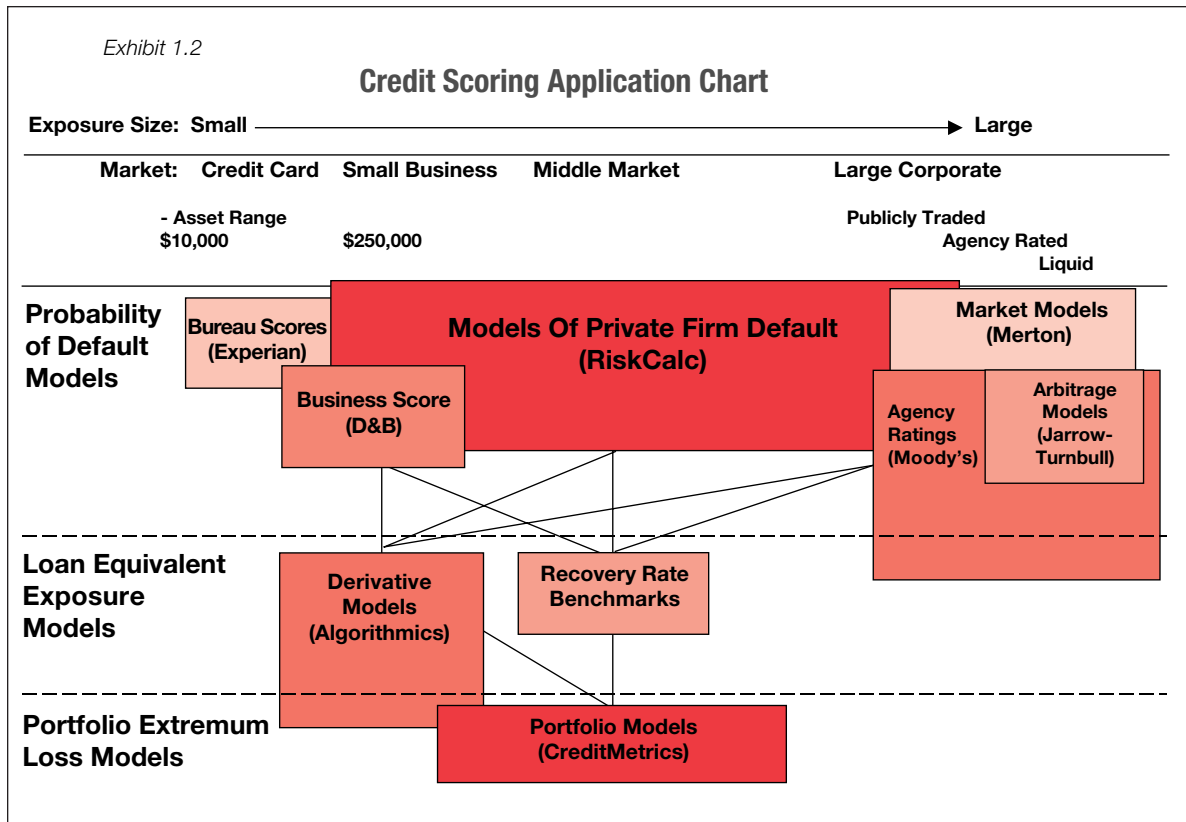 Exhibit 1.2
Credit Scoring Application Chart
Exposure Size: Small
Large
Market: Credit Card Small Business Middle Market Large Corporate
- Asset Range
$10,000
$250,000
Publicly Traded
Agency Rated
Liquid
Probability
of Default
Models
Bureau Scores
(Experian)
Models Of Private Firm Default
(RiskCalc)
Market Models
(Merton)
Business Score
(D&B)
Agency
Ratings
(Moody's)
Arbitrage
Models
(Jarrow-
Turnbull)
Loan Equivalent
Exposure
Models
Derivative
Models
(Algorithmics)
Recovery Rate
Benchmarks
Portfolio Extremum
Loss Models
Portfolio Models
(CreditMetrics)